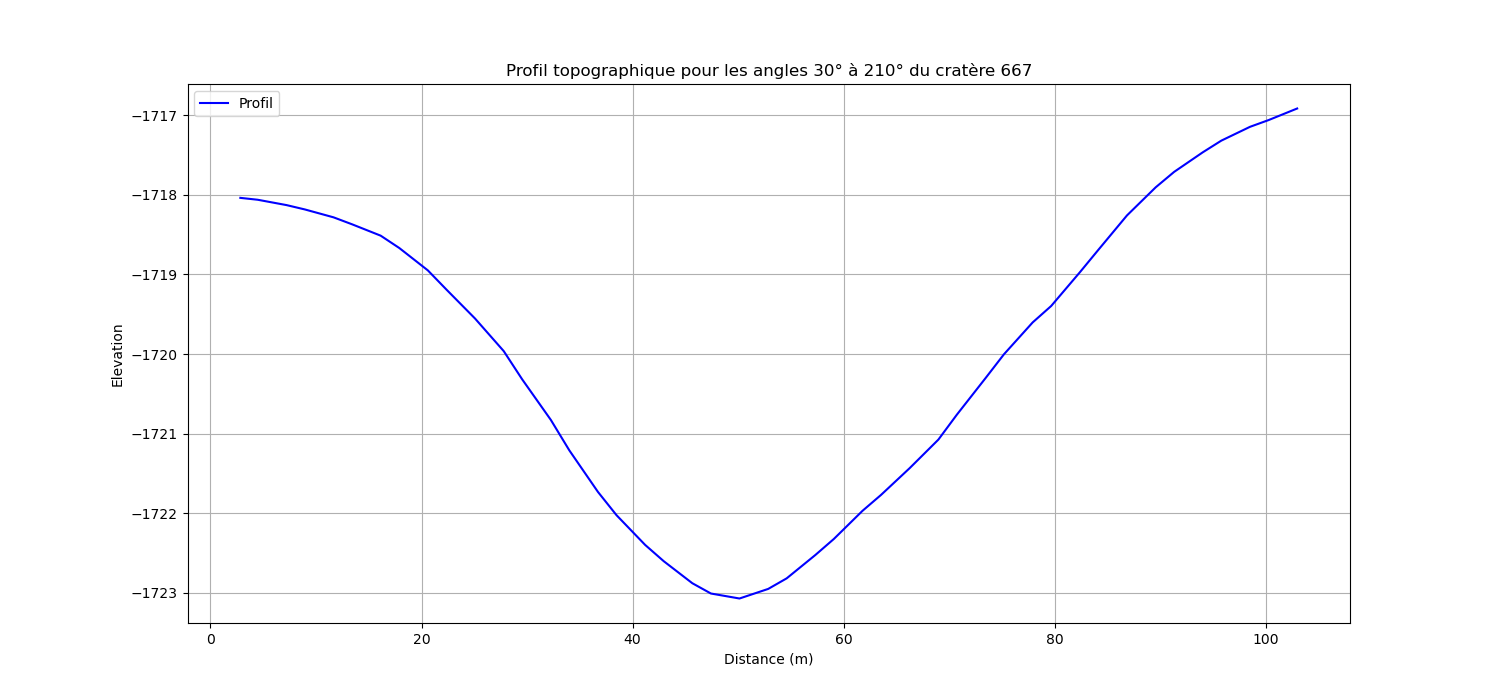 Profil topographique pour les angles 30° à 210° du cratère 667
Profil
−1717
−1718
−1719
−1720
−1721
−1722
−1723
Elevation
0 20 40 60 80 100
Distance (m)